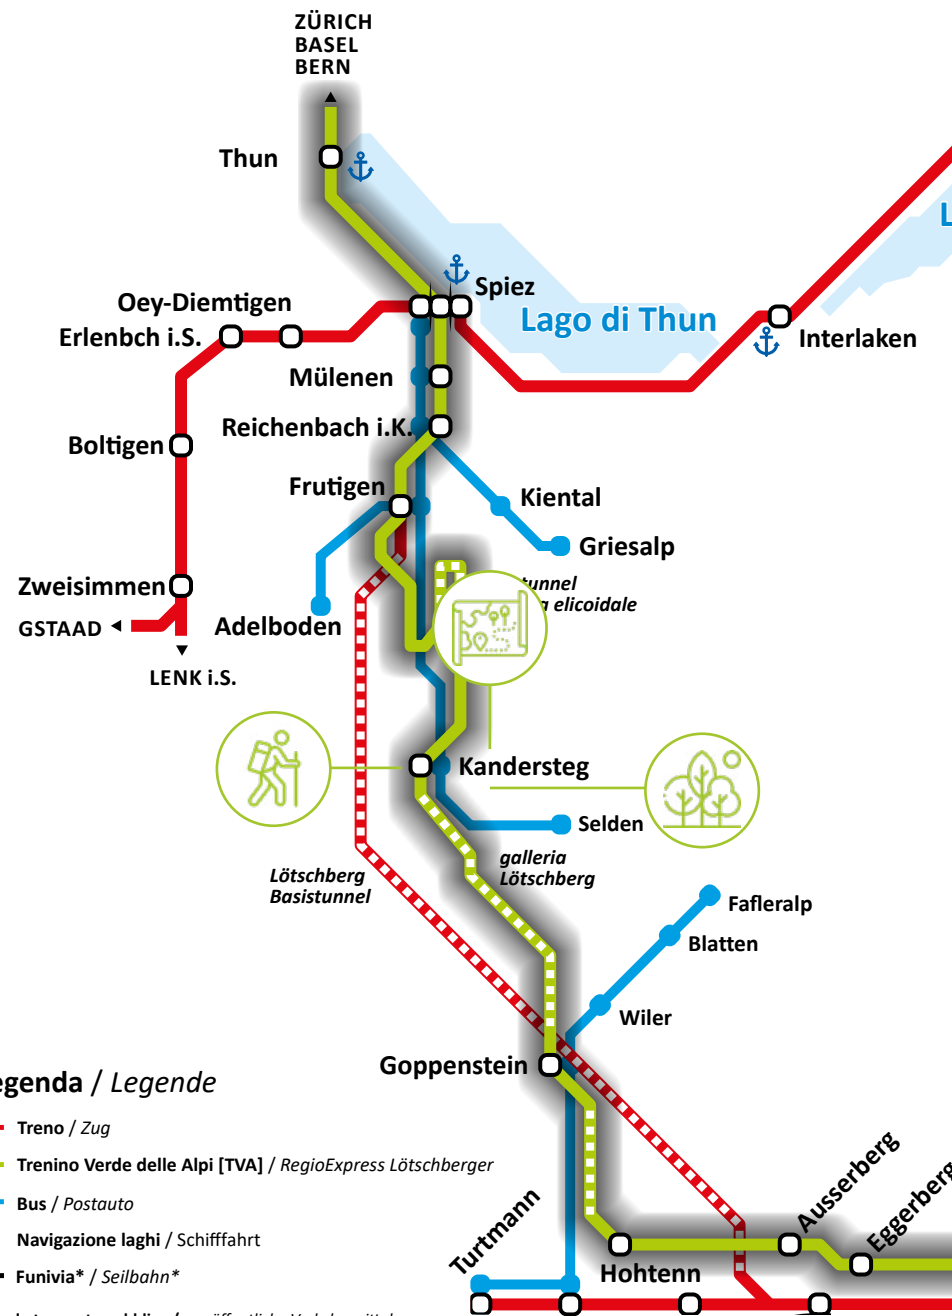 ZÜRICH
BASEL
BERN
Thun
Spiez
Oey-Diemtigen
Erlenbch i.S.
Lago di Thun
L
Interlaken
Mülenen
Reichenbach i.K.
Boltigen
Frutigen
Kiental
Griesalp
Zweisimmen
tunnel
elicoidale
GSTAAD
Adelboden
LENK i.S.
Kandersteg
Selden
galleria
Lötschberg
Lötschberg
Basistunnel
Fafleralp
Blatten
Wiler
Goppenstein
egenda / Legende
Treno / Zug
Trenino Verde delle Alpi [TVA] / RegioExpress Lötschberger
Bus / Postauto
Navigazione laghi / Schifffahrt
Funivia* / Seilbahn*
Turtmann
Hohtenn
Ausserberg
Eggerberg